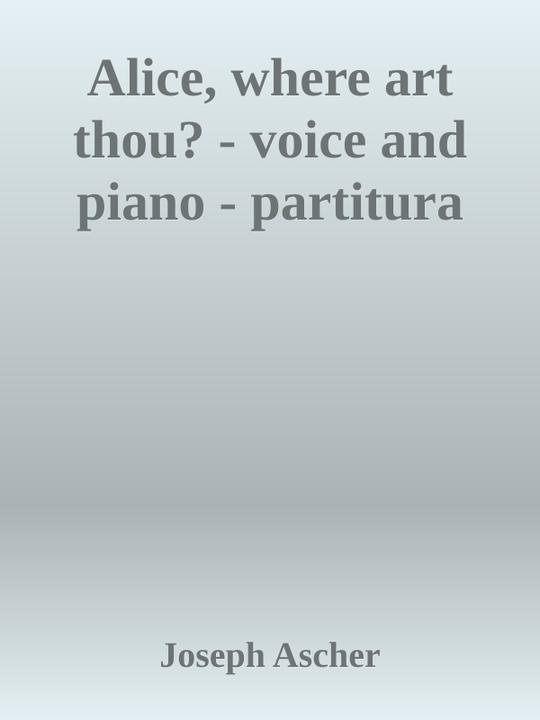 Alice, where art
thou? - voice and
piano - partitura
Joseph Ascher